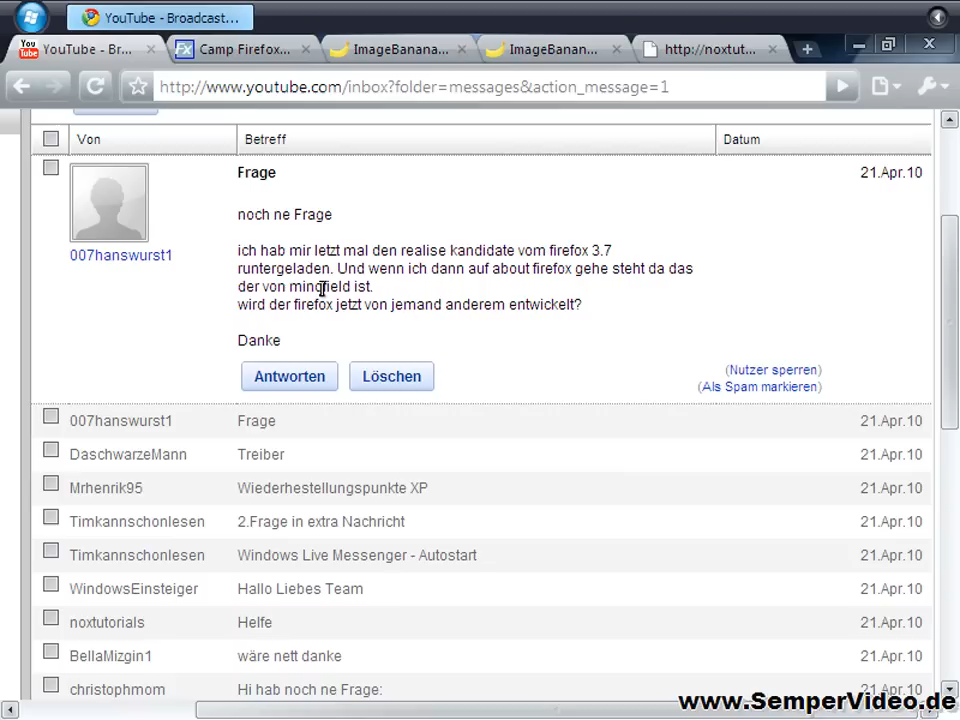 YouTube - Broadcast...
YouTube - Br...
Camp Firefox...
ImageBanana...
ImageBanan...
http://noxtut...
http://www.youtube.com/inbox?folder=messages&action_message=1
Von Betreff Datum
Frage 21.Apr.10
noch ne Frage
ich hab mir letzt mal den realise kandidate vom firefox 3.7
runtergeladen. Und wenn ich dann auf about firefox gehe steht da das
der von mingfield ist.
wird der firefox jetzt von jemand anderem entwickelt?
Danke
007hanswurst1
Antworten Löschen
(Nutzer sperren)
(Als Spam markieren)
007hanswurst1 Frage 21.Apr.10
DaschwarzeMann Treiber 21.Apr.10
Mrhenrik95 Wiederhestellungspunkte XP 21.Apr.10
Timkannschonlesen 2.Frage in extra Nachricht 21.Apr.10
Timkannschonlesen Windows Live Messenger - Autostart 21.Apr.10
WindowsEinsteiger Hallo Liebes Team 21.Apr.10
noxtutorials Helfe 21.Apr.10
BellaMizgin1 wäre nett danke 21.Apr.10
christophmom Hi hab noch ne Frage: 21.Apr.10
www.SemperVideo.de